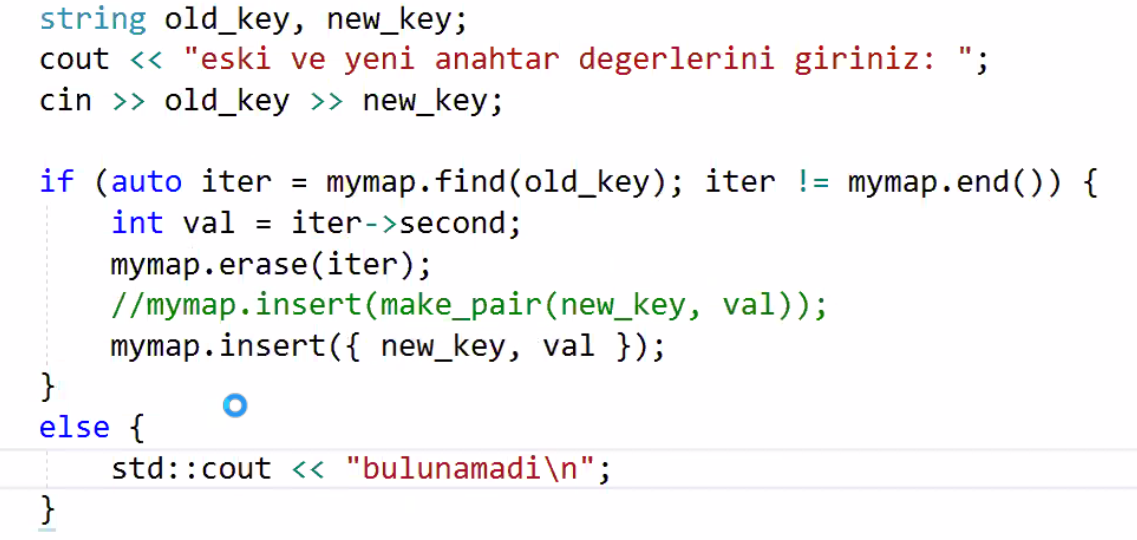 string old_key, new_key;
cout << "eski ve yeni anahtar degerlerini giriniz: ";
cin >> old_key >> new_key;
if (auto iter = mymap.find(old_key); iter != mymap.end()) {
int val = iter->second;
mymap.erase(iter);
//mymap.insert(make_pair(new_key, val));
mymap.insert({ new_key, val });
}
else {
std::cout << "bulunamadi\n";
}